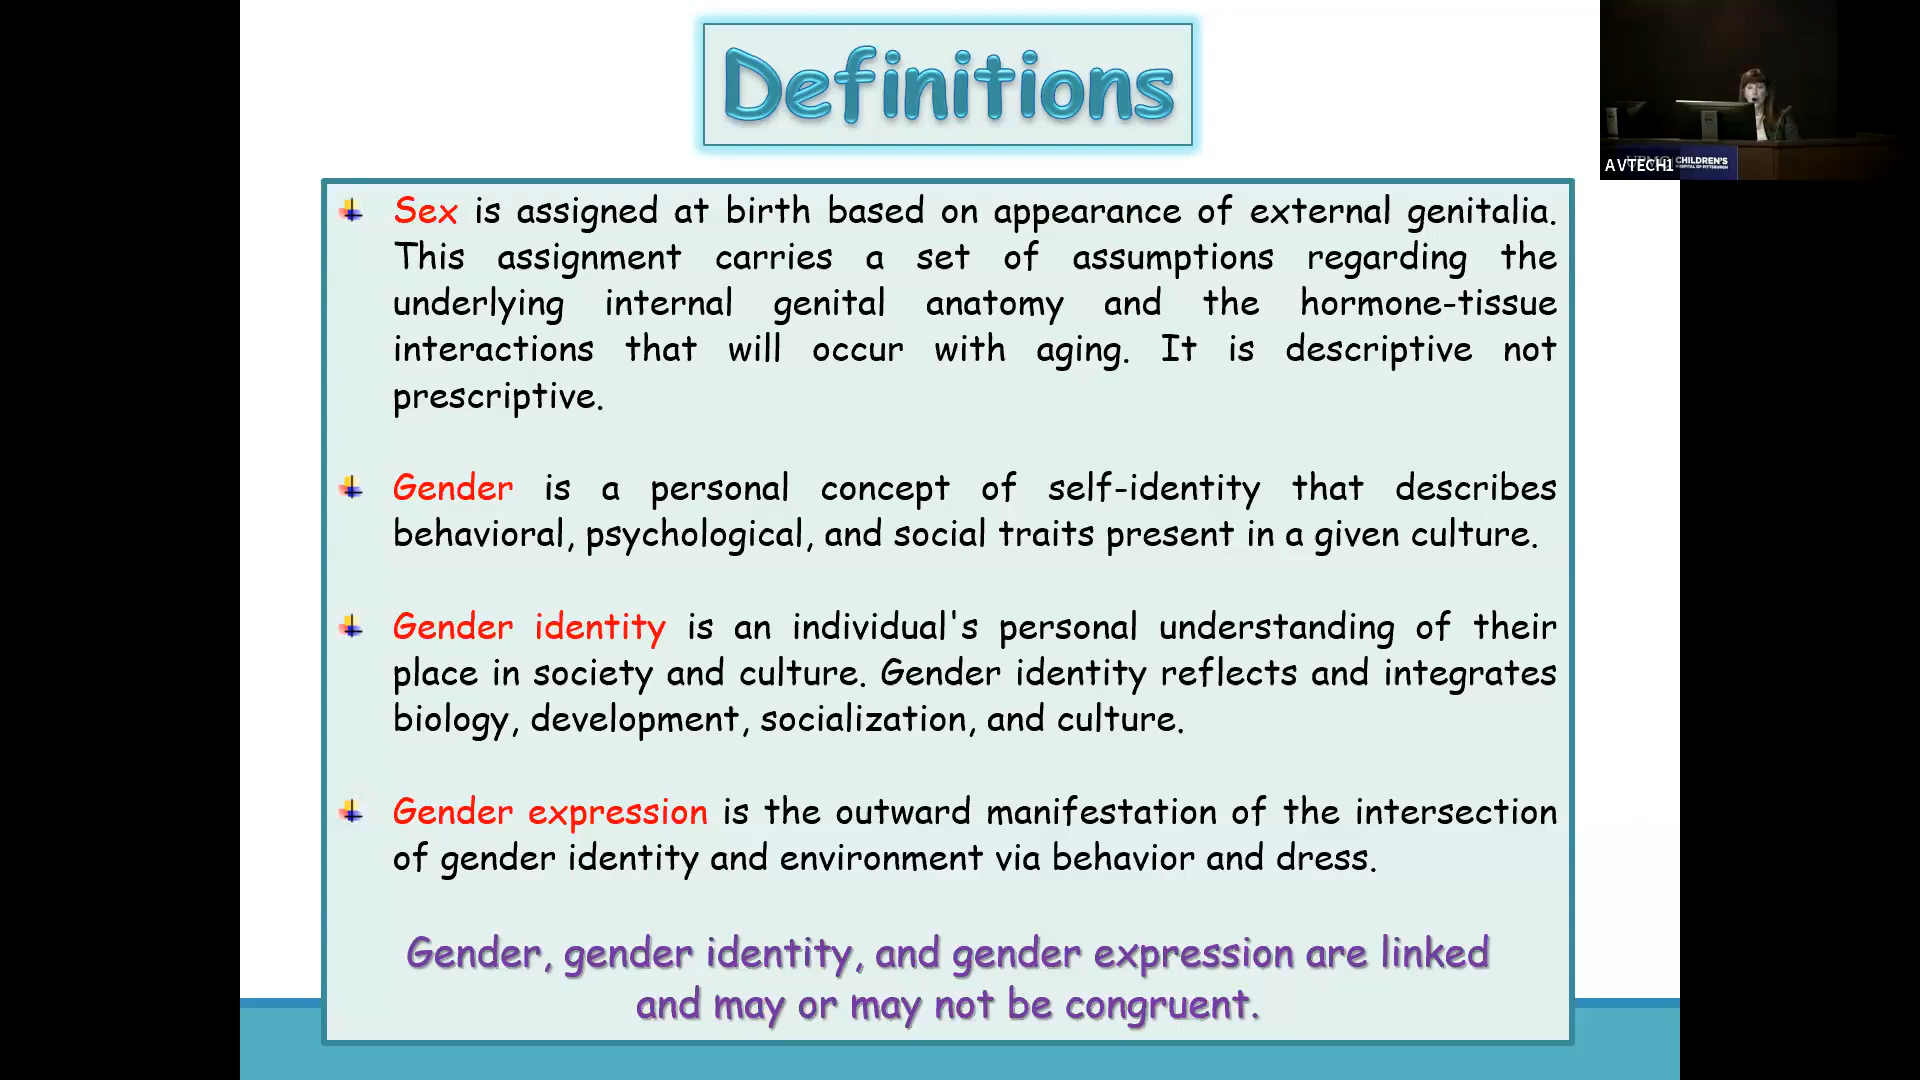 Definitions
Sex is assigned at birth based on appearance of external genitalia.
This assignment carries a set of assumptions regarding the
underlying internal genital anatomy and the hormone-tissue
interactions that will occur with aging. It is descriptive not
prescriptive.
Gender is a personal concept of self-identity that describes
behavioral, psychological, and social traits present in a given culture.
Gender identity is an individual's personal understanding of their
place in society and culture. Gender identity reflects and integrates
biology, development, socialization, and culture.
Gender expression is the outward manifestation of the intersection
of gender identity and environment via behavior and dress.
Gender, gender identity, and gender expression are linked
and may or may not be congruent.
AVTECH1
CHILDREN'S
HOSPITAL OF PITTSBURGH